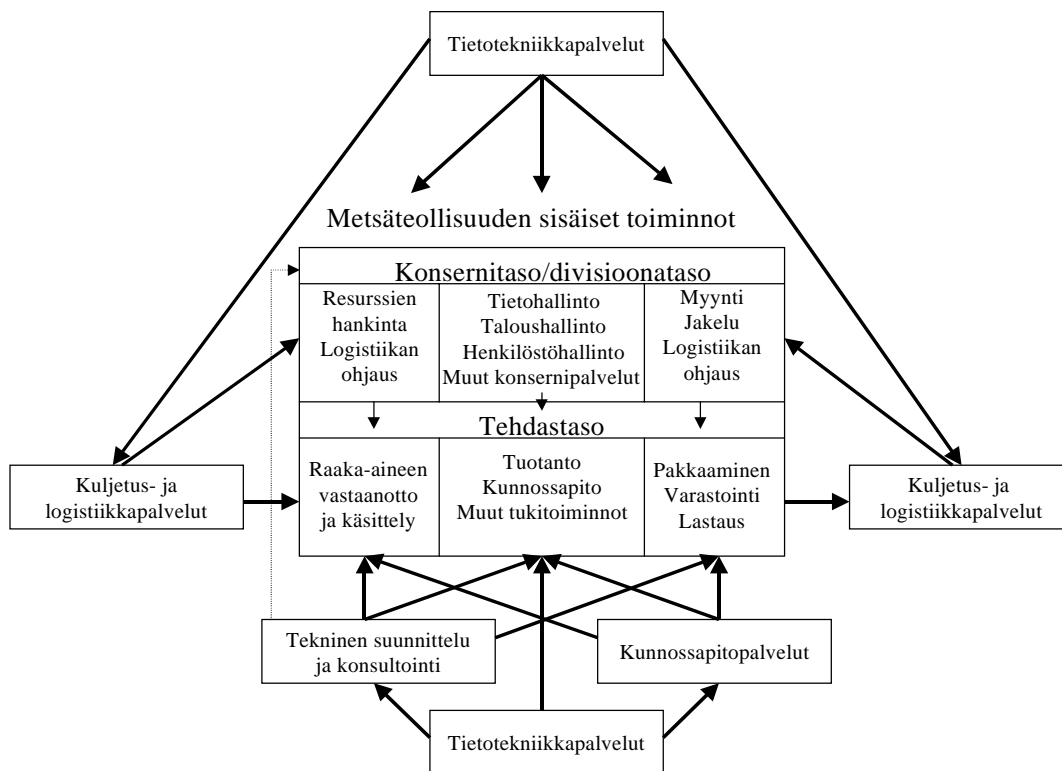 Tietotekniikkapalvelut
Metsäteollisuuden sisäiset toiminnot
Konsernitaso/divisioonataso
Resurssien
hankinta
Logistiikan
ohjaus
Tietohallinto
Taloushallinto
Henkilöstöhallinto
Muut konsernipalvelut
Myynti
Jakelu
Logistiikan
ohjaus
Tehdastaso
Kuljetus- ja
logistiikkapalvelut
Raaka-aineen
vastaanotto
ja käsittely
Tuotanto
Kunnossapito
Muut tukitoiminnot
Pakkaaminen
Varastointi
Lastaus
Kuljetus- ja
logistiikkapalvelut
Tekninen suunnittelu
ja konsultointi
Kunnossapitopalvelut
Tietotekniikkapalvelut